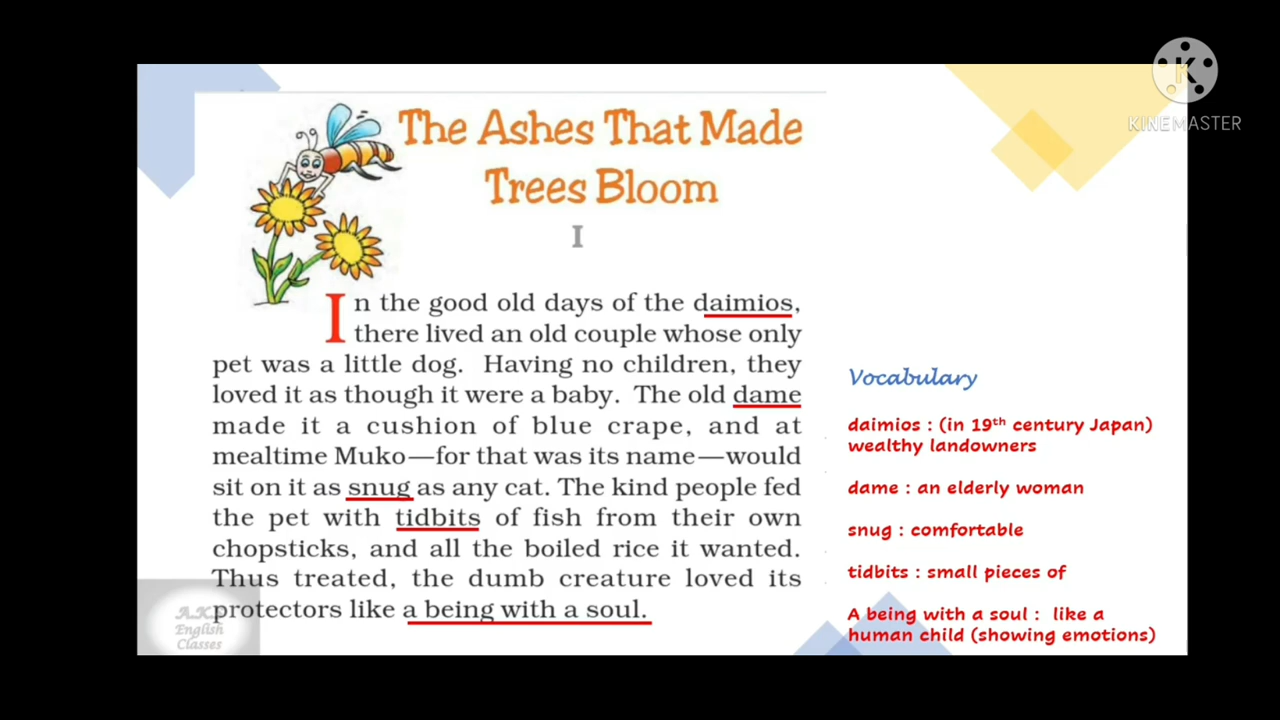 KINEMASTER
The Ashes That Made
Trees Bloom
I
In the good old days of the daimios,
there lived an old couple whose only
pet was a little dog. Having no children, they
loved it as though it were a baby. The old dame
made it a cushion of blue crape, and at
mealtime Muko—for that was its name—would
sit on it as snug as any cat. The kind people fed
the pet with tidbits of fish from their own
chopsticks, and all the boiled rice it wanted.
Thus treated, the dumb creature loved its
protectors like a being with a soul.
Vocabulary
daimios : (in 19th century Japan)
wealthy landowners
dame : an elderly woman
snug : comfortable
tidbits : small pieces of
A being with a soul : like a
human child (showing emotions)
English
Classes